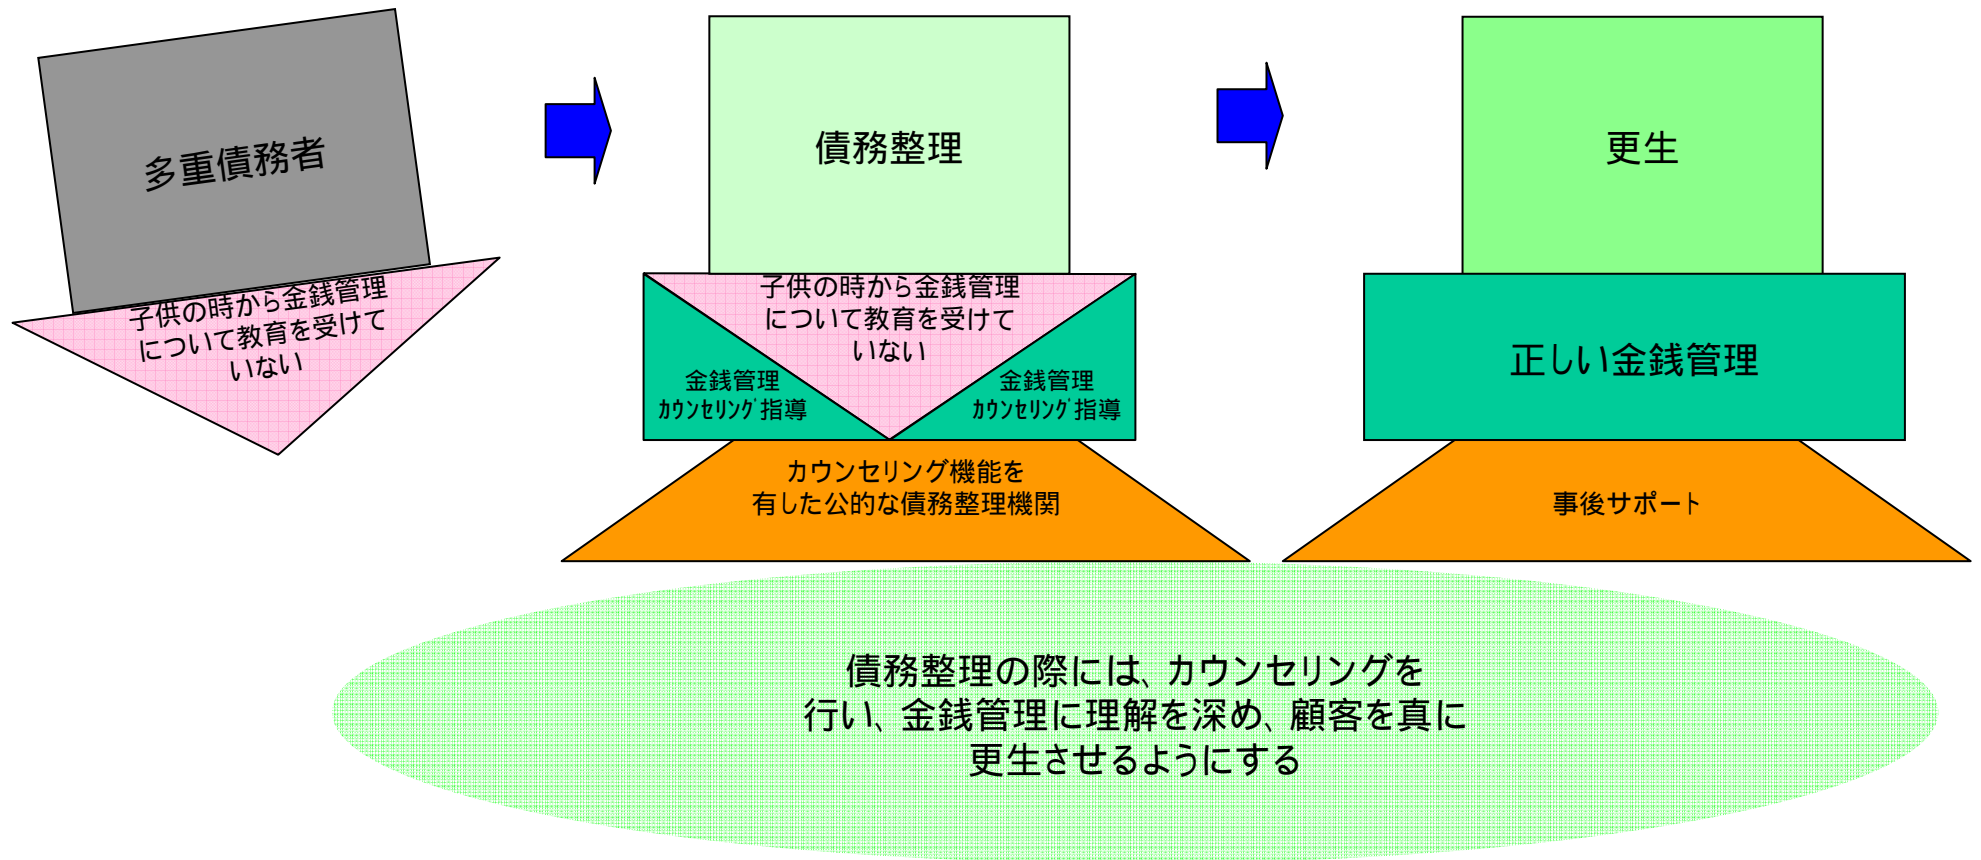 多重債務者
子供の時から金銭管理
について教育を受けて
いない
債務整理
子供の時から金銭管理
について教育を受けて
いない
金銭管理
ｶｳﾝｾﾘﾝｸﾞ指導
金銭管理
ｶｳﾝｾﾘﾝｸﾞ指導
カウンセリング機能を
有した公的な債務整理機関
更生
正しい金銭管理
事後サポート
債務整理の際には、カウンセリングを
行い、金銭管理に理解を深め、顧客を真に
更生させるようにする